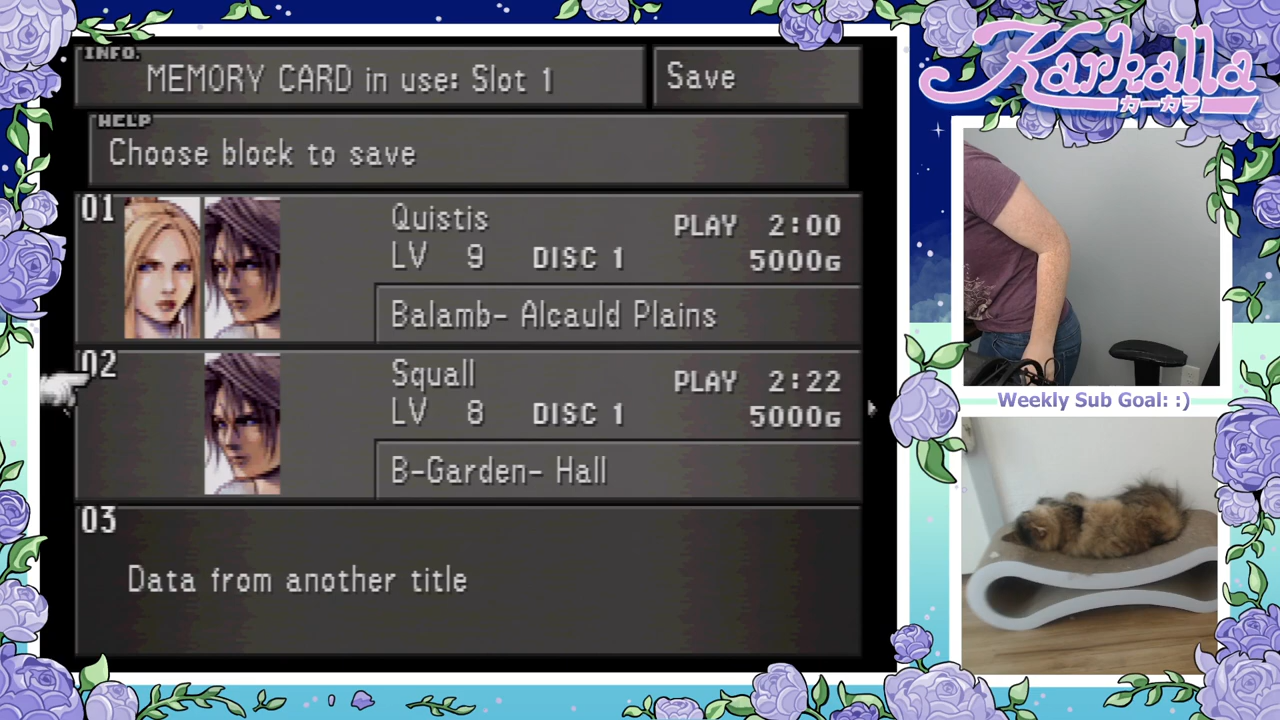 INFO.
MEMORY CARD in use: Slot 1
Save
HELP
Choose block to save
01
Quistis
PLAY 2:00
LV 9 DISC 1
5000G
Balamb- Alcauld Plains
02
Squall
PLAY 2:22
LV 8 DISC 1
5000G
B-Garden- Hall
03
Data from another title
Karkalla
カーカラ
Weekly Sub Goal: :)